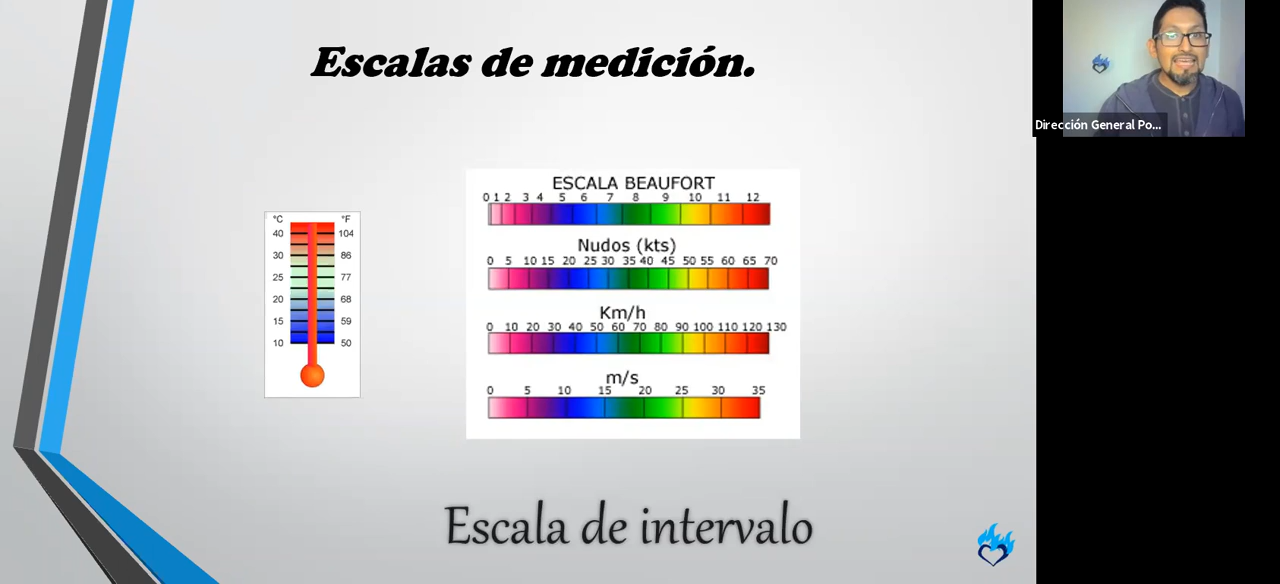 Escalas de medición.
Dirección General Po...
°C °F
40 104
30 86
25 77
20 68
15 59
10 50
ESCALA BEAUFORT
0 1 2 3 4 5 6 7 8 9 10 11 12
Nudos (kts)
0 5 10 15 20 25 30 35 40 45 50 55 60 65 70
Km/h
0 10 20 30 40 50 60 70 80 90 100 110 120 130
m/s
0 5 10 15 20 25 30 35
Escala de intervalo